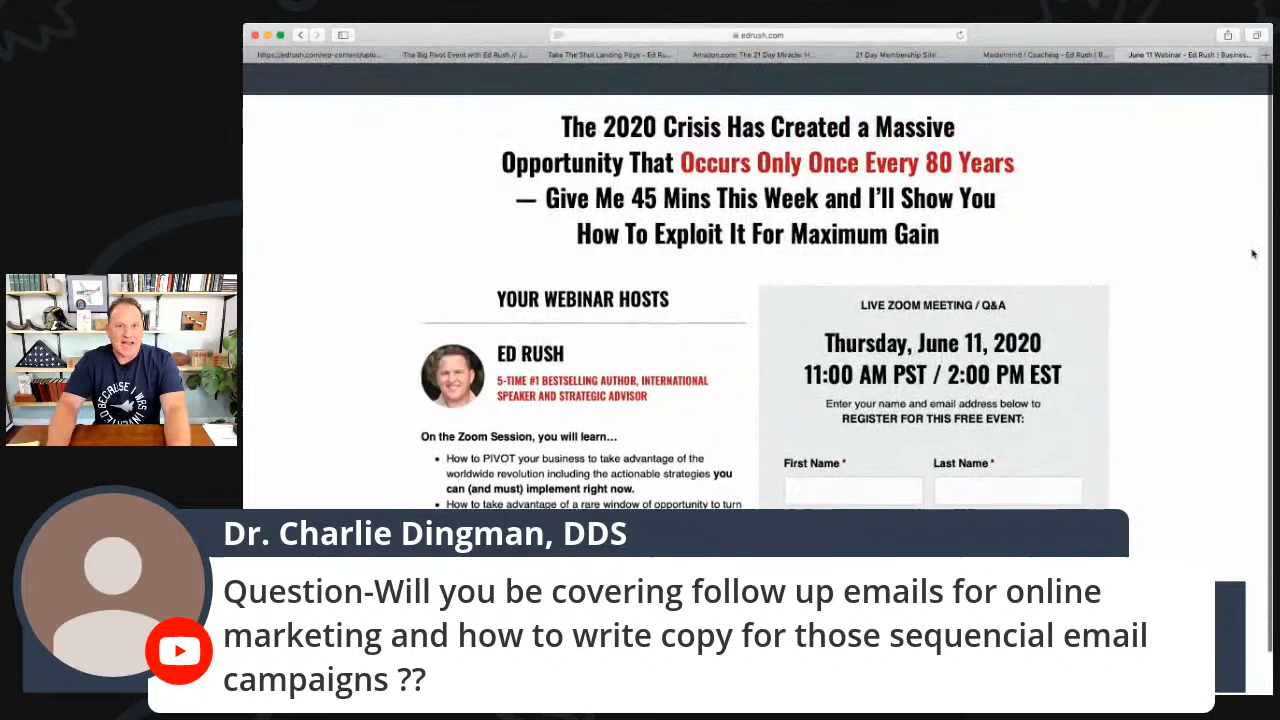 edrush.com
https://edrush.com/wp-content/uplo...
The Big Pivot Event with Ed Rush // J...
Take The Shot Landing Page - Ed Ru...
Amazon.com: The 21 Day Miracle: H...
21 Day Membership Site
Mastermind / Coaching - Ed Rush | B...
June 11 Webinar - Ed Rush | Busines...
The 2020 Crisis Has Created a Massive
Opportunity That Occurs Only Once Every 80 Years
— Give Me 45 Mins This Week and I'll Show You
How To Exploit It For Maximum Gain
YOUR WEBINAR HOSTS
ED RUSH
5-TIME #1 BESTSELLING AUTHOR, INTERNATIONAL
SPEAKER AND STRATEGIC ADVISOR
On the Zoom Session, you will learn...
• How to PIVOT your business to take advantage of the
worldwide revolution including the actionable strategies you
can (and must) implement right now.
• How to take advantage of a rare window of opportunity to turn
LIVE ZOOM MEETING / Q&A
Thursday, June 11, 2020
11:00 AM PST / 2:00 PM EST
Enter your name and email address below to
REGISTER FOR THIS FREE EVENT:
First Name *
Last Name *
Dr. Charlie Dingman, DDS
Question-Will you be covering follow up emails for online
marketing and how to write copy for those sequencial email
campaigns ??